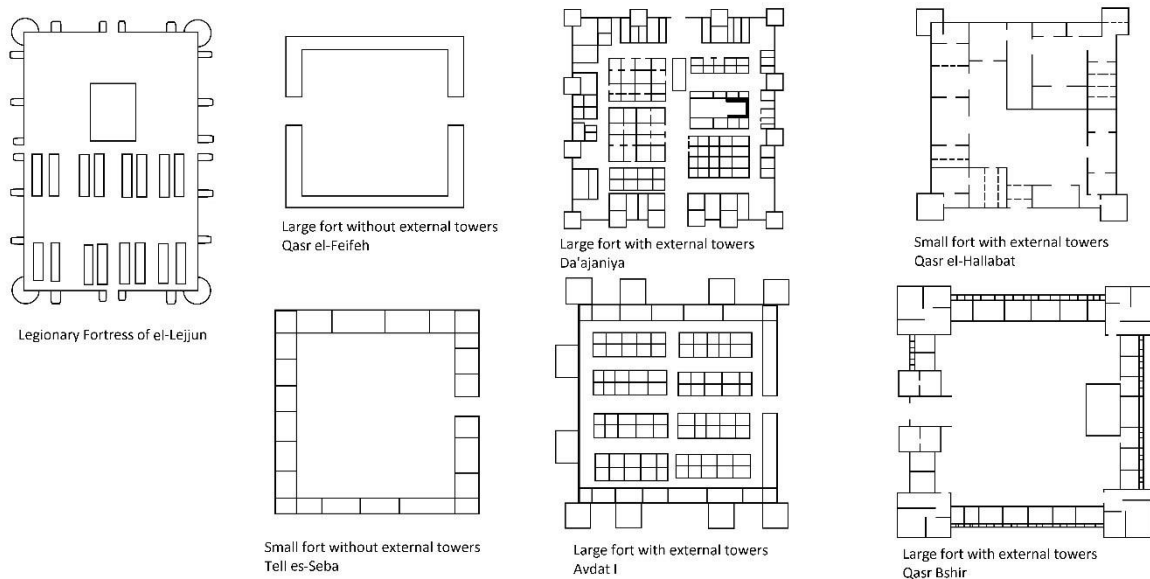 Legionary Fortress of el-Lejjun
Large fort without external towers
Qasr el-Feifeh
Large fort with external towers
Da'ajaniya
Small fort with external towers
Qasr el-Hallabat
Small fort without external towers
Tell es-Seba
Large fort with external towers
Avdat I
Large fort with external towers
Qasr Bshir